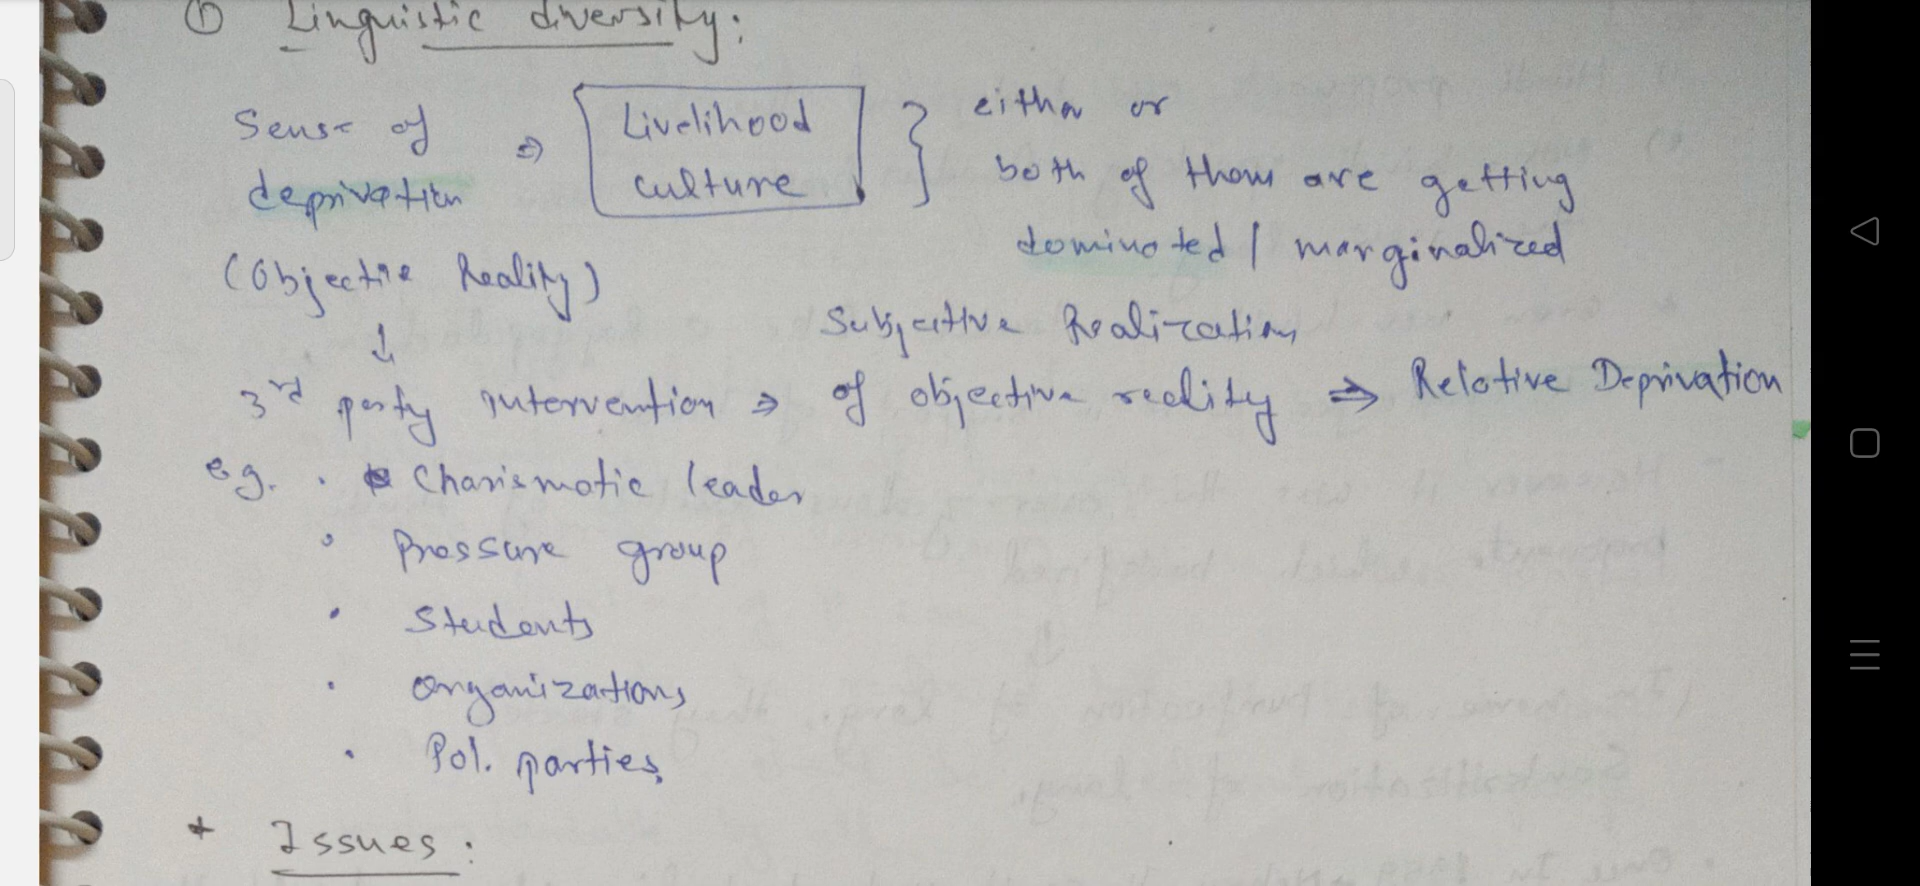 ① Linguistic diversity:
Sense of deprivation ⇒ Livelihood culture } either or
both of them are getting
dominated / marginalized
(Objective Reality)
↓
Subjective Realization
3rd party intervention ⇒ of objective reality ⇒ Relative Deprivation
e.g. · Charismatic leader
· Pressure group
· Students
· Organizations
· Pol. parties
* Issues: